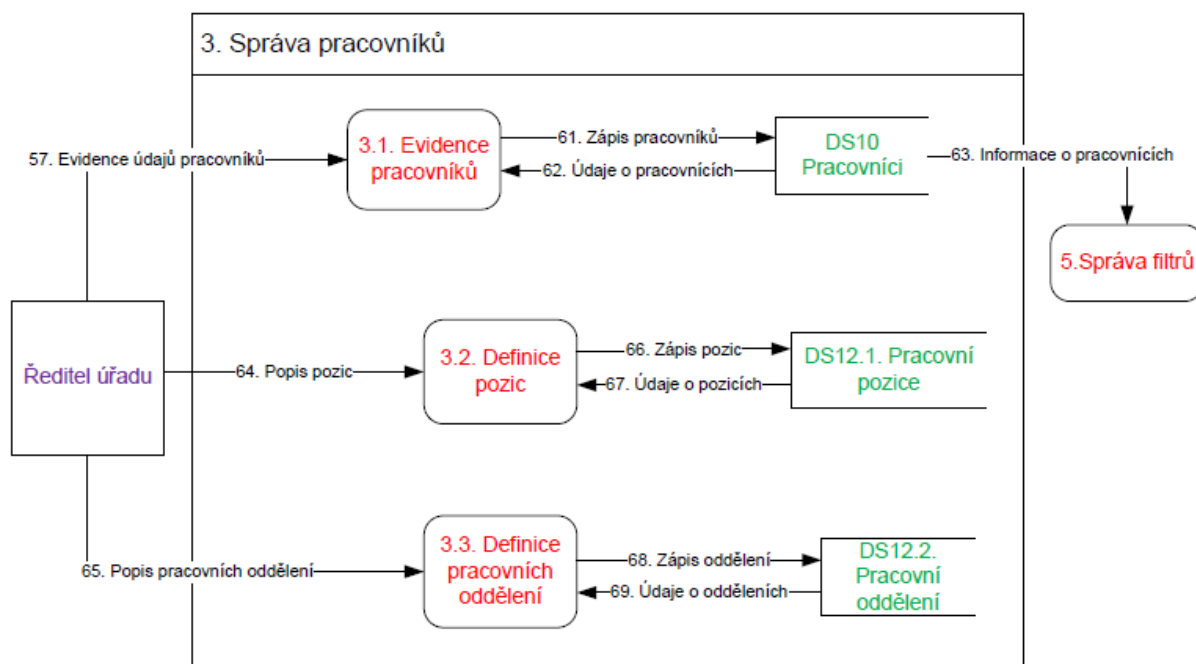 3. Správa pracovníků
57. Evidence údajů pracovníků
3.1. Evidence
pracovníků
61. Zápis pracovníků
62. Údaje o pracovnících
DS10
Pracovníci
63. Informace o pracovnících
5.Správa filtrů
Ředitel úřadu
64. Popis pozic
3.2. Definice
pozic
66. Zápis pozic
67. Údaje o pozicích
DS12.1. Pracovní
pozice
65. Popis pracovních oddělení
3.3. Definice
pracovních
oddělení
68. Zápis oddělení
69. Údaje o odděleních
DS12.2.
Pracovní
oddělení